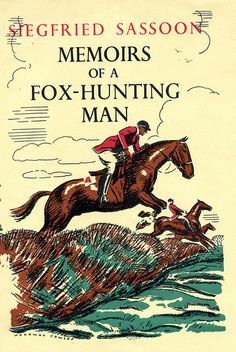 SIEGFRIED SASSOON
MEMOIRS
OF A
FOX-HUNTING
MAN